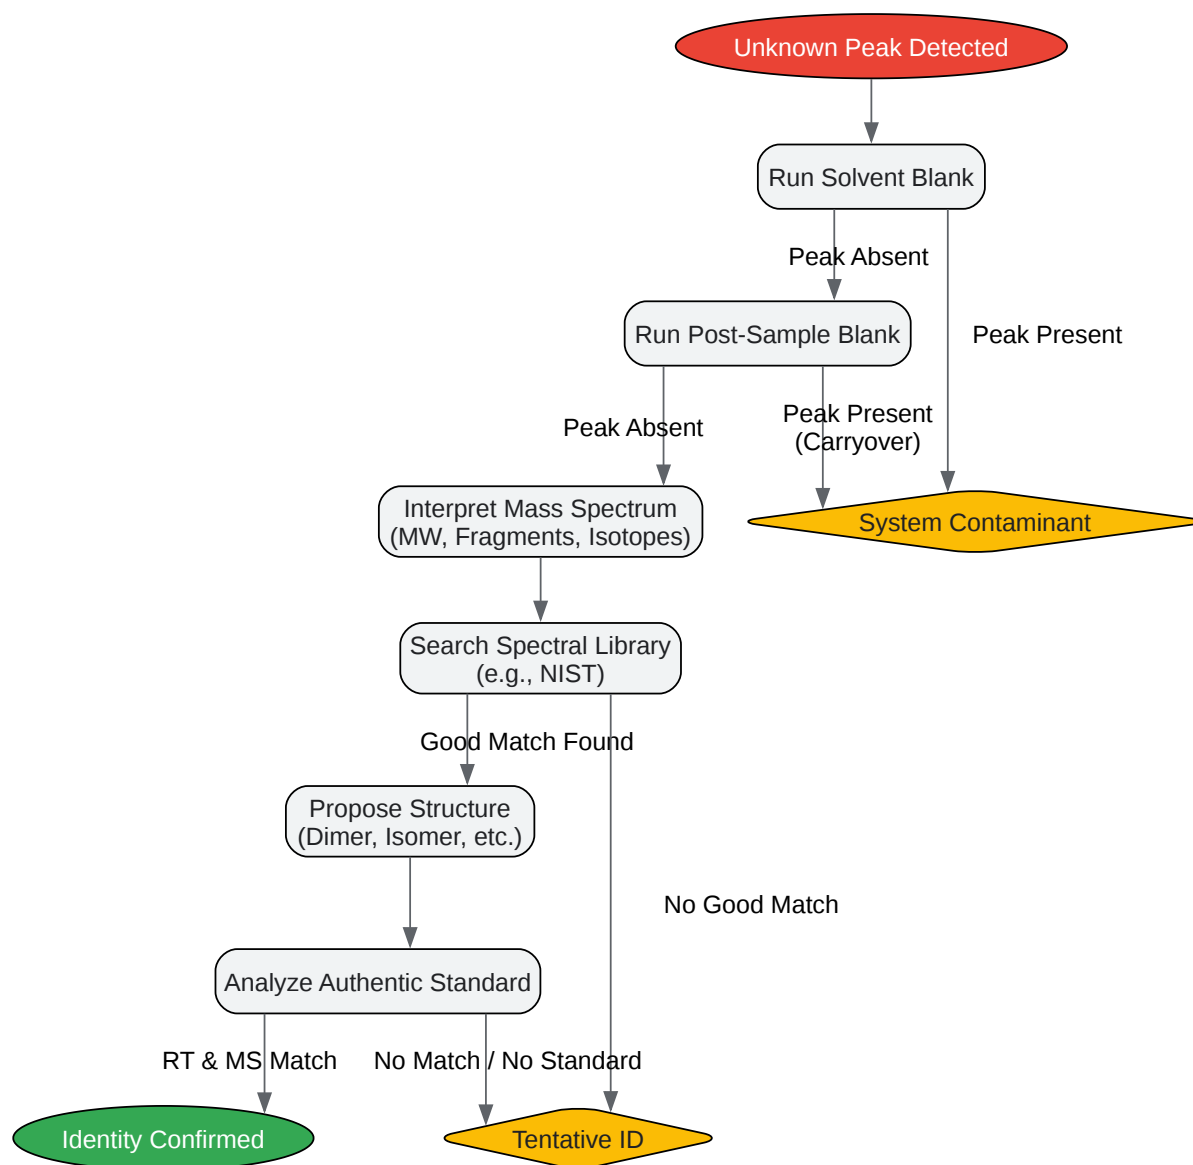 Unknown Peak Detected
Run Solvent Blank
Peak Absent
Run Post-Sample Blank
Peak Present
Peak Absent
Peak Present
(Carryover)
Interpret Mass Spectrum
(MW, Fragments, Isotopes)
System Contaminant
Search Spectral Library
(e.g., NIST)
Good Match Found
Propose Structure
(Dimer, Isomer, etc.)
No Good Match
Analyze Authentic Standard
RT & MS Match
No Match / No Standard
Identity Confirmed
Tentative ID